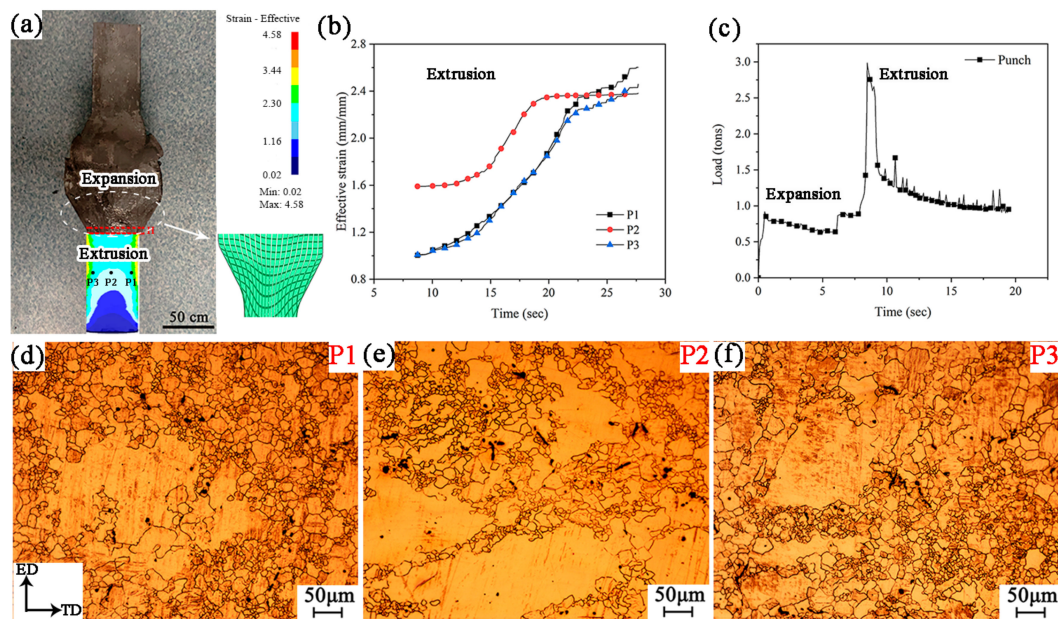 (a)
Strain - Effective
4.58
3.44
2.30
1.16
0.02
Min: 0.02
Max: 4.58
Expansion
Extrusion
P3 P2 P1
50 cm
(b)
Extrusion
Effective strain (mm/mm)
2.8
2.4
2.0
1.6
1.2
0.8
P1
P2
P3
5 10 15 20 25 30
Time (sec)
(c)
Punch
Extrusion
Expansion
Load (tons)
3.0
2.5
2.0
1.5
1.0
0.5
0.0
0 5 10 15 20
Time (sec)
(d)
P1
ED
TD
50μm
(e)
P2
50μm
(f)
P3
50μm